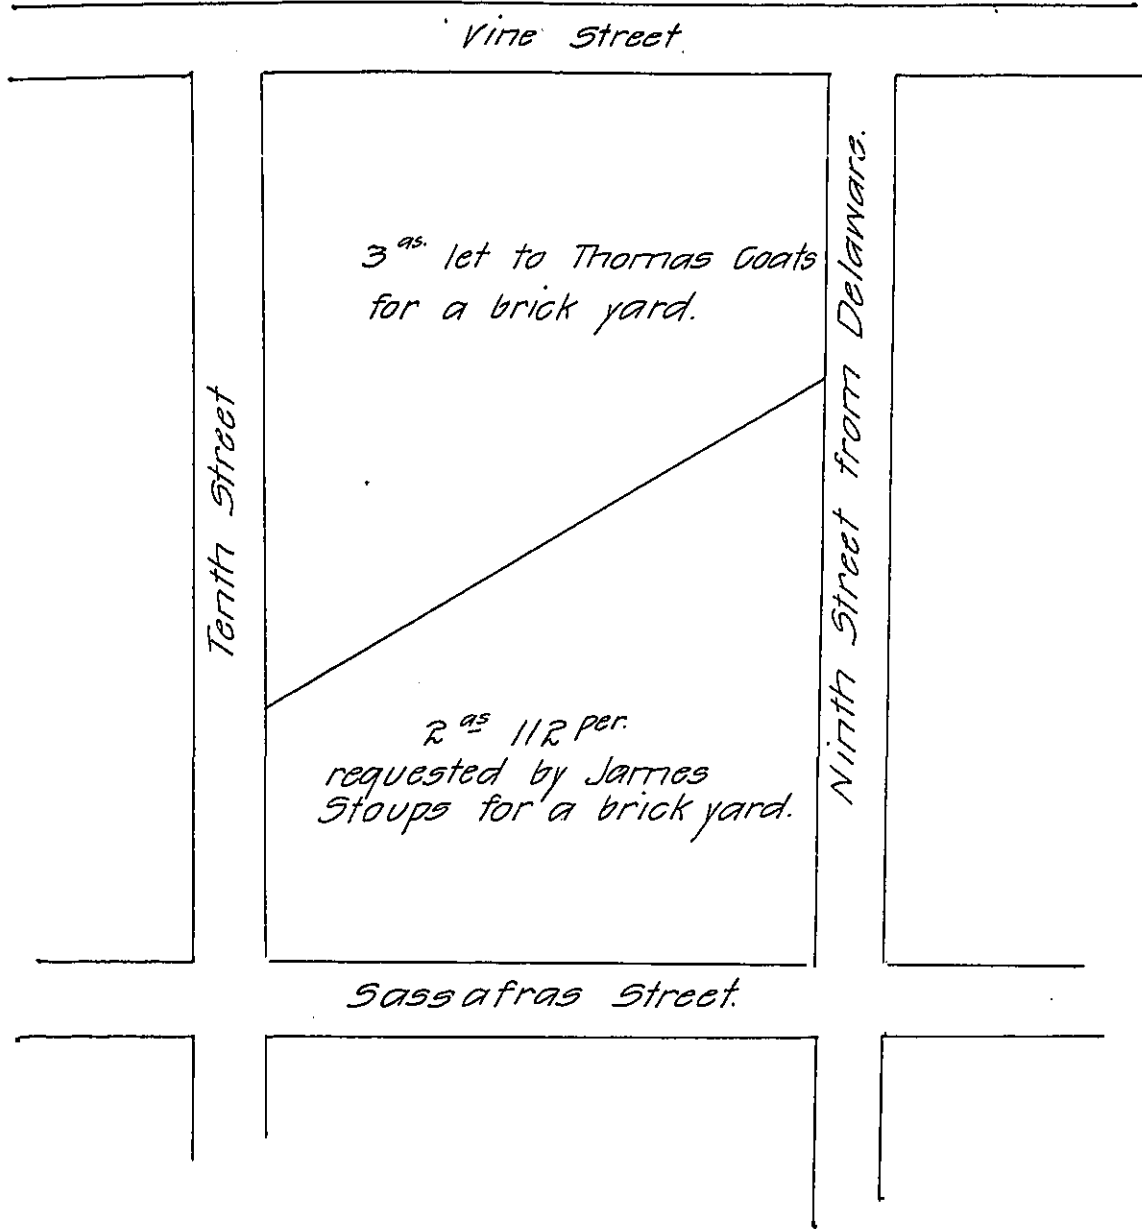 Vine Street.
3 as. let to Thomas Coats
for a brick yard.
Tenth Street
Ninth Street from Delaware.
2 as 112 per.
requested by James
Stoups for a brick yard.
Sassafras Street.